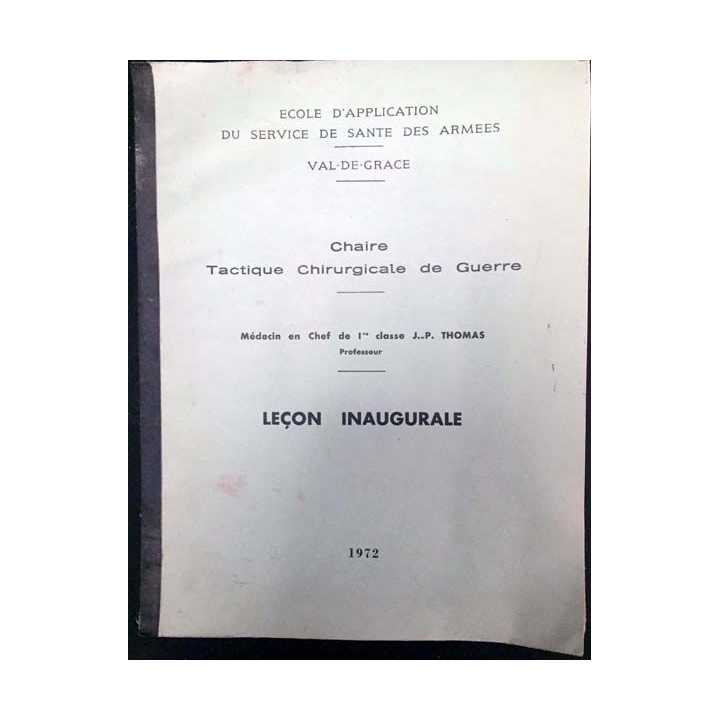 ECOLE D'APPLICATION
DU SERVICE DE SANTE DES ARMEES
VAL-DE-GRACE
Chaire
Tactique Chirurgicale de Guerre
Médecin en Chef de Iʳᵉ classe J..P. THOMAS
Professeur
LEÇON INAUGURALE
1972